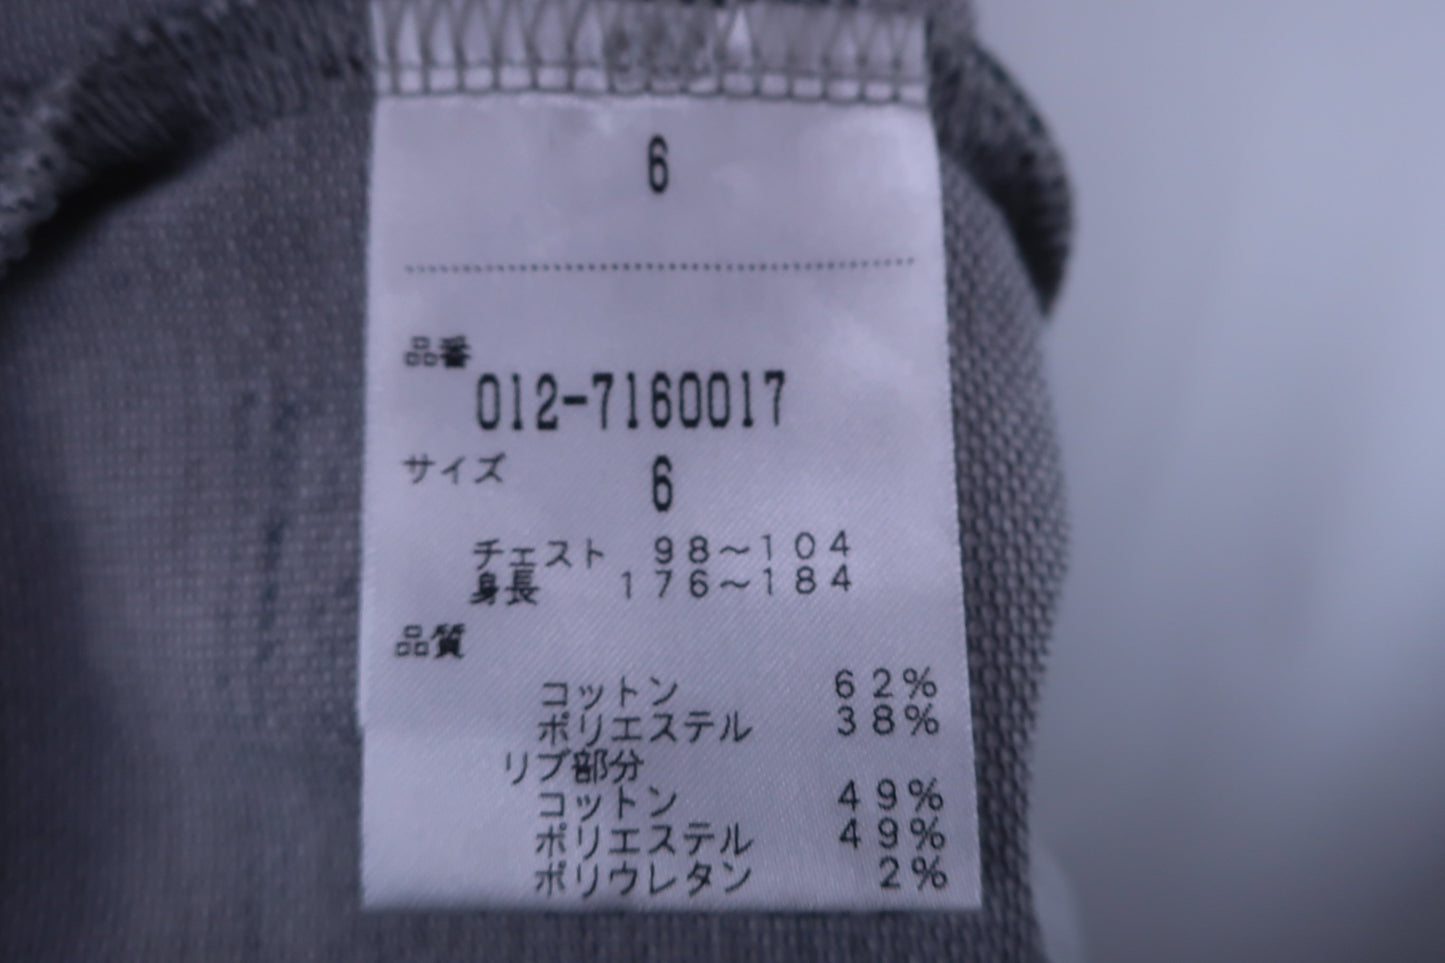 6
品番
012-7160017
サイズ 6
チェスト 98~104
身長 176~184
品質
コットン 62%
ポリエステル 38%
リブ部分
コットン 49%
ポリエステル 49%
ポリウレタン 2%